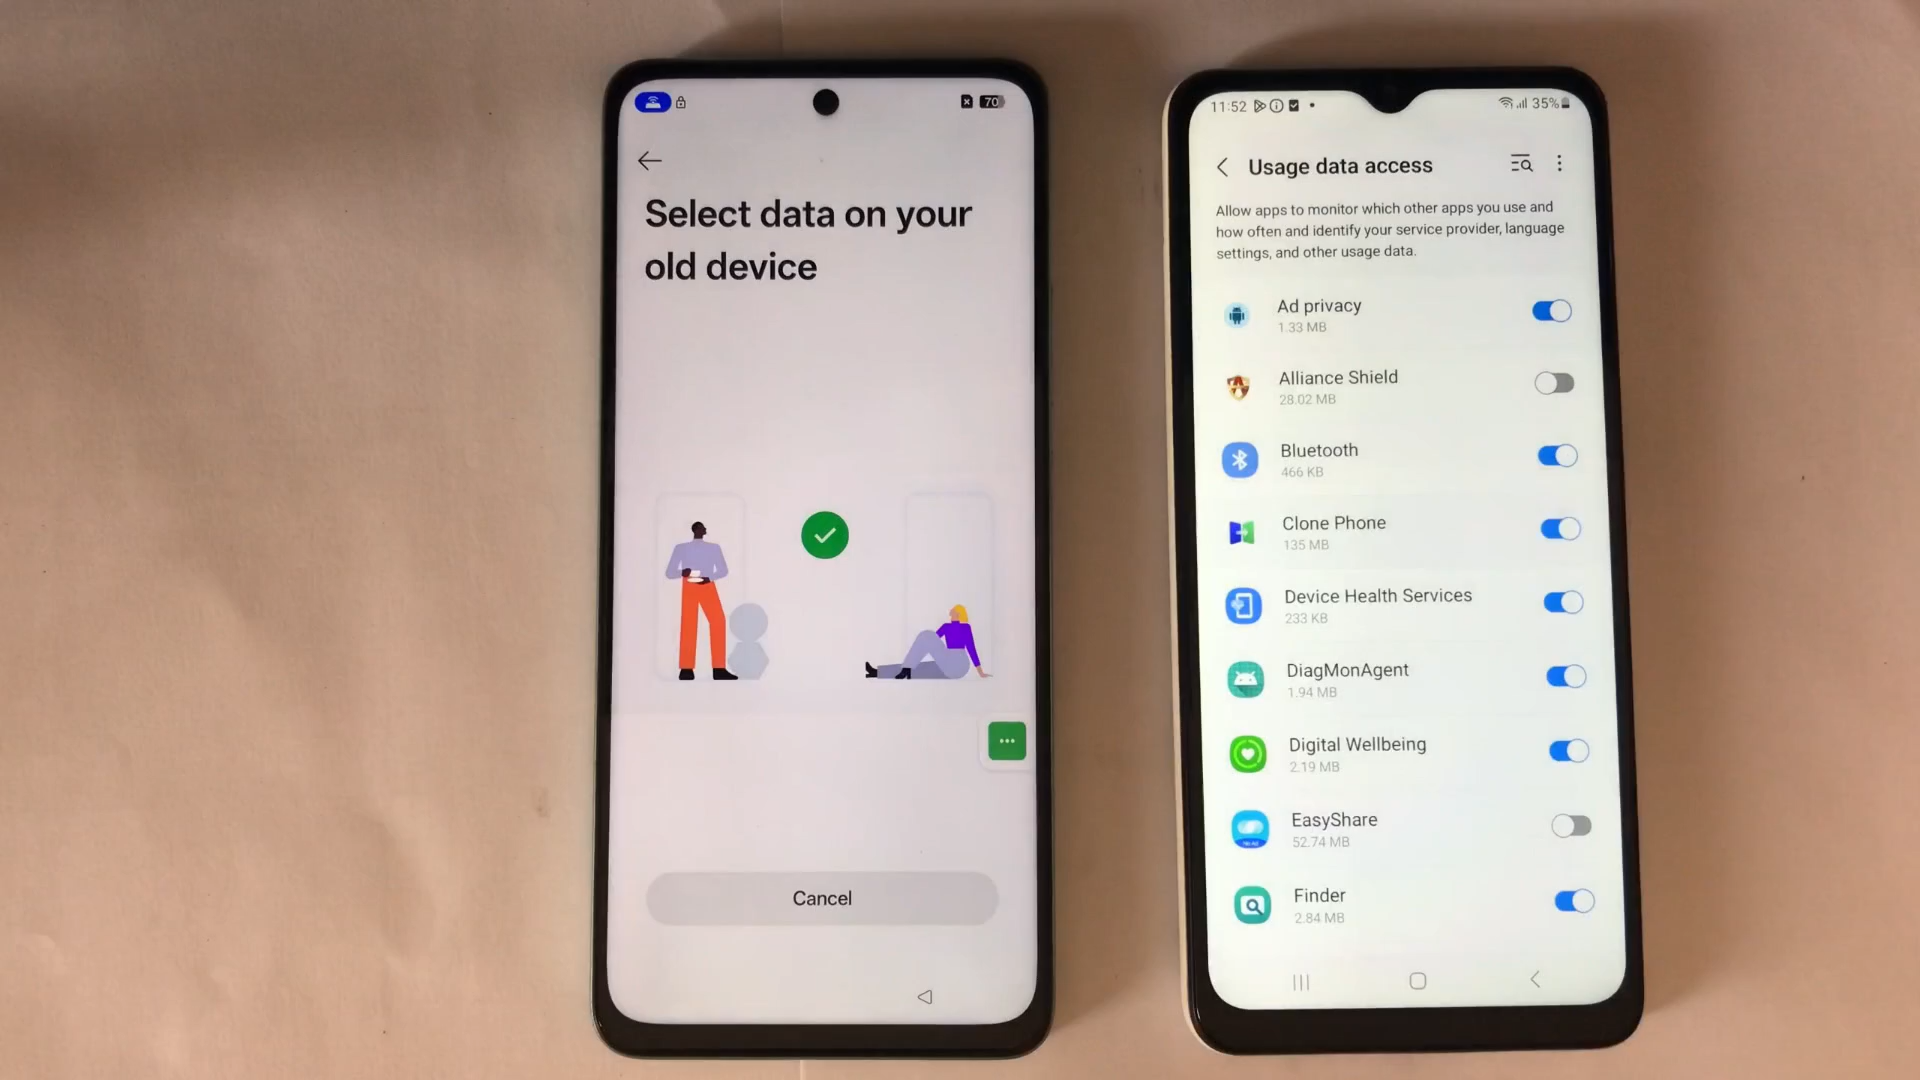 70
Select data on your
old device
Cancel
11:52
35%
Usage data access
Allow apps to monitor which other apps you use and
how often and identify your service provider, language
settings, and other usage data.
Ad privacy
1.33 MB
Alliance Shield
28.02 MB
Bluetooth
466 KB
Clone Phone
135 MB
Device Health Services
233 KB
DiagMonAgent
1.94 MB
Digital Wellbeing
2.19 MB
EasyShare
52.74 MB
Finder
2.84 MB